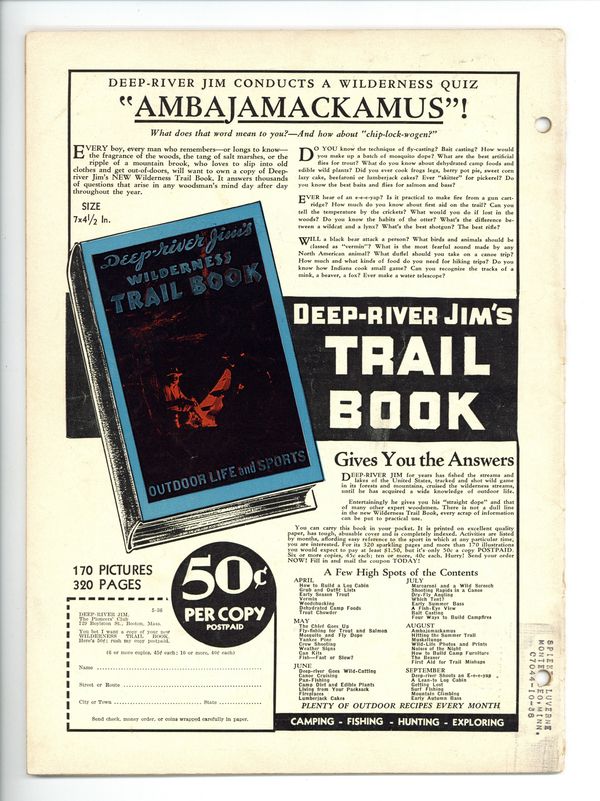 DEEP-RIVER JIM CONDUCTS A WILDERNESS QUIZ
“AMBAJAMACKAMUS”!
What does that word mean to you?—And how about "chip-lock-wogen?"
EVERY boy, every man who remembers—or longs to know—
the fragrance of the woods, the tang of salt marshes, or the
ripple of a mountain brook, who loves to slip into old
clothes and get out-of-doors, will want to own a copy of Deep-
river Jim's NEW Wilderness Trail Book. It answers thousands
of questions that arise in any woodsman's mind day after day
throughout the year.
SIZE
7x4½ In.
Deep-river Jim's
WILDERNESS
TRAIL BOOK
OUTDOOR LIFE and SPORTS
DO YOU know the technique of fly-casting? Bait casting? How would
you make up a batch of mosquito dope? What are the best artificial
flies for trout? What do you know about dehydrated camp foods and
edible wild plants? Did you ever cook frogs legs, berry pot pie, sweet corn
lazy cake, beefaroni or lumberjack cakes? Ever "skitter" for pickerel? Do
you know the best baits and flies for salmon and bass?
EVER hear of an e-e-e-yap? Is it practical to make fire from a gun cart-
ridge? How much do you know about first aid on the trail? Can you
tell the temperature by the crickets? What would you do if lost in the
woods? Do you know the habits of the otter? What's the difference be-
tween a wildcat and a lynx? What's the best shotgun? The best rifle?
WILL a black bear attack a person? What birds and animals should be
classed as "vermin"? What is the most fearful sound made by any
North American animal? What duffel should you take on a canoe trip?
How much and what kinds of food do you need for hiking trips? Do you
know how Indians cook small game? Can you recognize the tracks of a
mink, a beaver, a fox? Ever make a water telescope?
DEEP-RIVER JIM'S
TRAIL
BOOK
Gives You the Answers
DEEP-RIVER JIM for years has fished the streams and
lakes of the United States, tracked and shot wild game
in its forests and mountains, cruised the wilderness streams,
until he has acquired a wide knowledge of outdoor life.
Entertainingly he gives you his "straight dope" and that
of many other expert woodsmen. There is not a dull line
in the new Wilderness Trail Book, every scrap of information
can be put to practical use.
You can carry this book in your pocket. It is printed on excellent quality
paper, has tough, abusable cover and is completely indexed. Activities are listed
by months, affording easy reference to the sport in which at any particular time,
you are interested. For its 320 sparkling pages and more than 170 illustrations
you would expect to pay at least $1.50, but it's only 50c a copy POSTPAID.
Six or more copies, 45c each; ten or more, 40c each. Hurry! Send your order
NOW! Fill in and mail the coupon TODAY!
A Few High Spots of the Contents
APRIL
How to Build a Log Cabin
Grub and Outfit Lists
Early Season Trout
Vermin
Woodchucking
Dehydrated Camp Foods
Trout Chowder
MAY
The Chief Goes Up
Fly-fishing for Trout and Salmon
Mosquito and Fly Dope
Yankee Pine
Crow Shooting
Weather Signs
Gun Kits
Fish—Fast or Slow?
JUNE
Deep-river Goes Wild-Catting
Canoe Cruising
Pan-Fishing
Camp Diet and Edible Plants
Living from Your Packsack
Fireplaces
Lumberjack Cakes
JULY
Macaroni and a Wild Screech
Shooting Rapids in a Canoe
Dry-Fly Angling
Which Tent?
Early Summer Bass
A Fish-Eye View
Bait Casting
Four Ways to Build Campfires
AUGUST
Ambajamackamus
Hitting the Summer Trail
Muskellunge
Wild-Life Photos and Prints
Noises of the Night
How to Build Camp Furniture
The Beaver
First Aid for Trail Mishaps
SEPTEMBER
Deep-river Shoots an E-e-e-yap
A Lean-to Log Cabin
Getting Lost
Surf Fishing
Mountain Climbing
Early Autumn Bass
PLENTY OF OUTDOOR RECIPES EVERY MONTH
CAMPING - FISHING - HUNTING - EXPLORING
170 PICTURES
320 PAGES
50¢
PER COPY
POSTPAID
5-36
DEEP-RIVER JIM,
The Pioneers' Club
129 Boylston St., Boston, Mass.
You bet I want a copy of your new
WILDERNESS TRAIL BOOK.
Here's 50c; rush my copy postpaid.
(6 or more copies, 45¢ each; 10 or more, 40¢ each)
Name
Street or Route
City or Town State
Send check, money order, or coins wrapped carefully in paper.
LUVERNE
MINN.
C7044-10-36